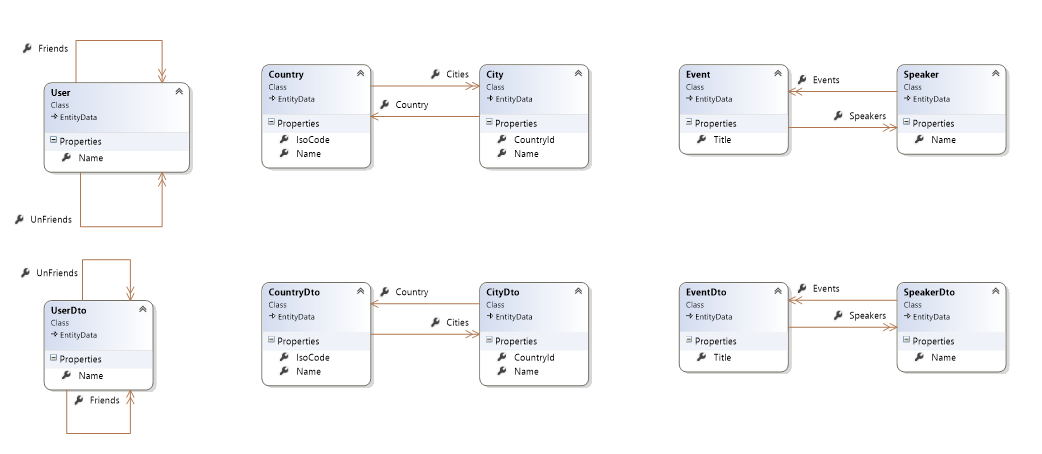 Friends
User
Class
EntityData
Properties
Name
UnFriends
Country
Class
EntityData
Properties
IsoCode
Name
Cities
Country
City
Class
EntityData
Properties
CountryId
Name
Event
Class
EntityData
Properties
Title
Events
Speakers
Speaker
Class
EntityData
Properties
Name
UnFriends
UserDto
Class
EntityData
Properties
Name
Friends
CountryDto
Class
EntityData
Properties
IsoCode
Name
Country
Cities
CityDto
Class
EntityData
Properties
CountryId
Name
EventDto
Class
EntityData
Properties
Title
Events
Speakers
SpeakerDto
Class
EntityData
Properties
Name